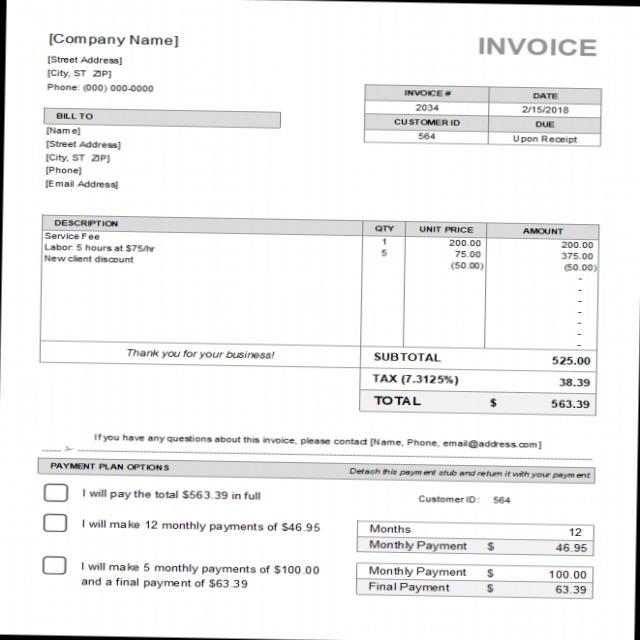 [Company Name]
INVOICE
[Street Address]
[City, ST ZIP]
Phone: (000) 000-0000
INVOICE # DATE
2034 2/15/2018
CUSTOMER ID DUE
564 Upon Receipt
BILL TO
[Name]
[Street Address]
[City, ST ZIP]
[Phone]
[Email Address]
DESCRIPTION QTY UNIT PRICE AMOUNT
Service Fee 1 200.00 200.00
Labor: 5 hours at $75/hr 5 75.00 375.00
New client discount (50.00) (50.00)
-
-
-
-
-
-
-
Thank you for your business! SUBTOTAL 525.00
TAX (7.3125%) 38.39
TOTAL $ 563.39
If you have any questions about this invoice, please contact [Name, Phone, email@address.com]
PAYMENT PLAN OPTIONS Detach this payment stub and return it with your payment
I will pay the total $563.39 in full Customer ID: 564
I will make 12 monthly payments of $46.95
Months 12
Monthly Payment $ 46.95
I will make 5 monthly payments of $100.00
and a final payment of $63.39
Monthly Payment $ 100.00
Final Payment $ 63.39